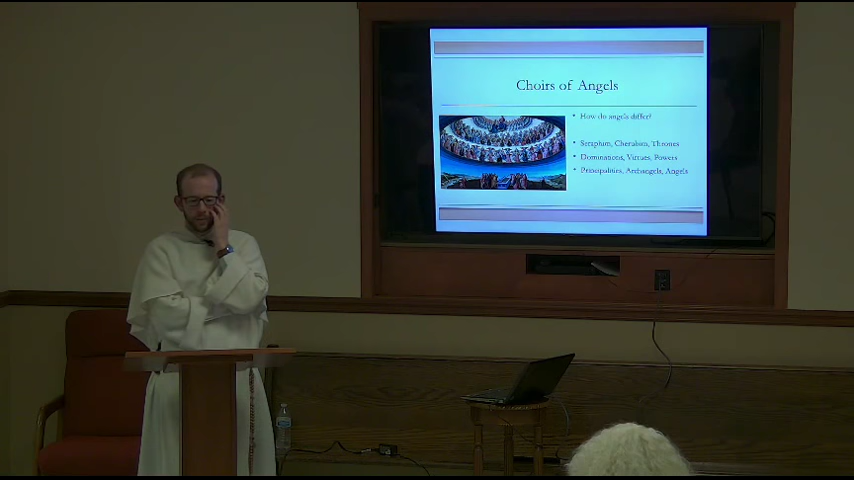 Choirs of Angels
• How do angels differ?
• Seraphim, Cherubim, Thrones
• Dominations, Virtues, Powers
• Principalities, Archangels, Angels